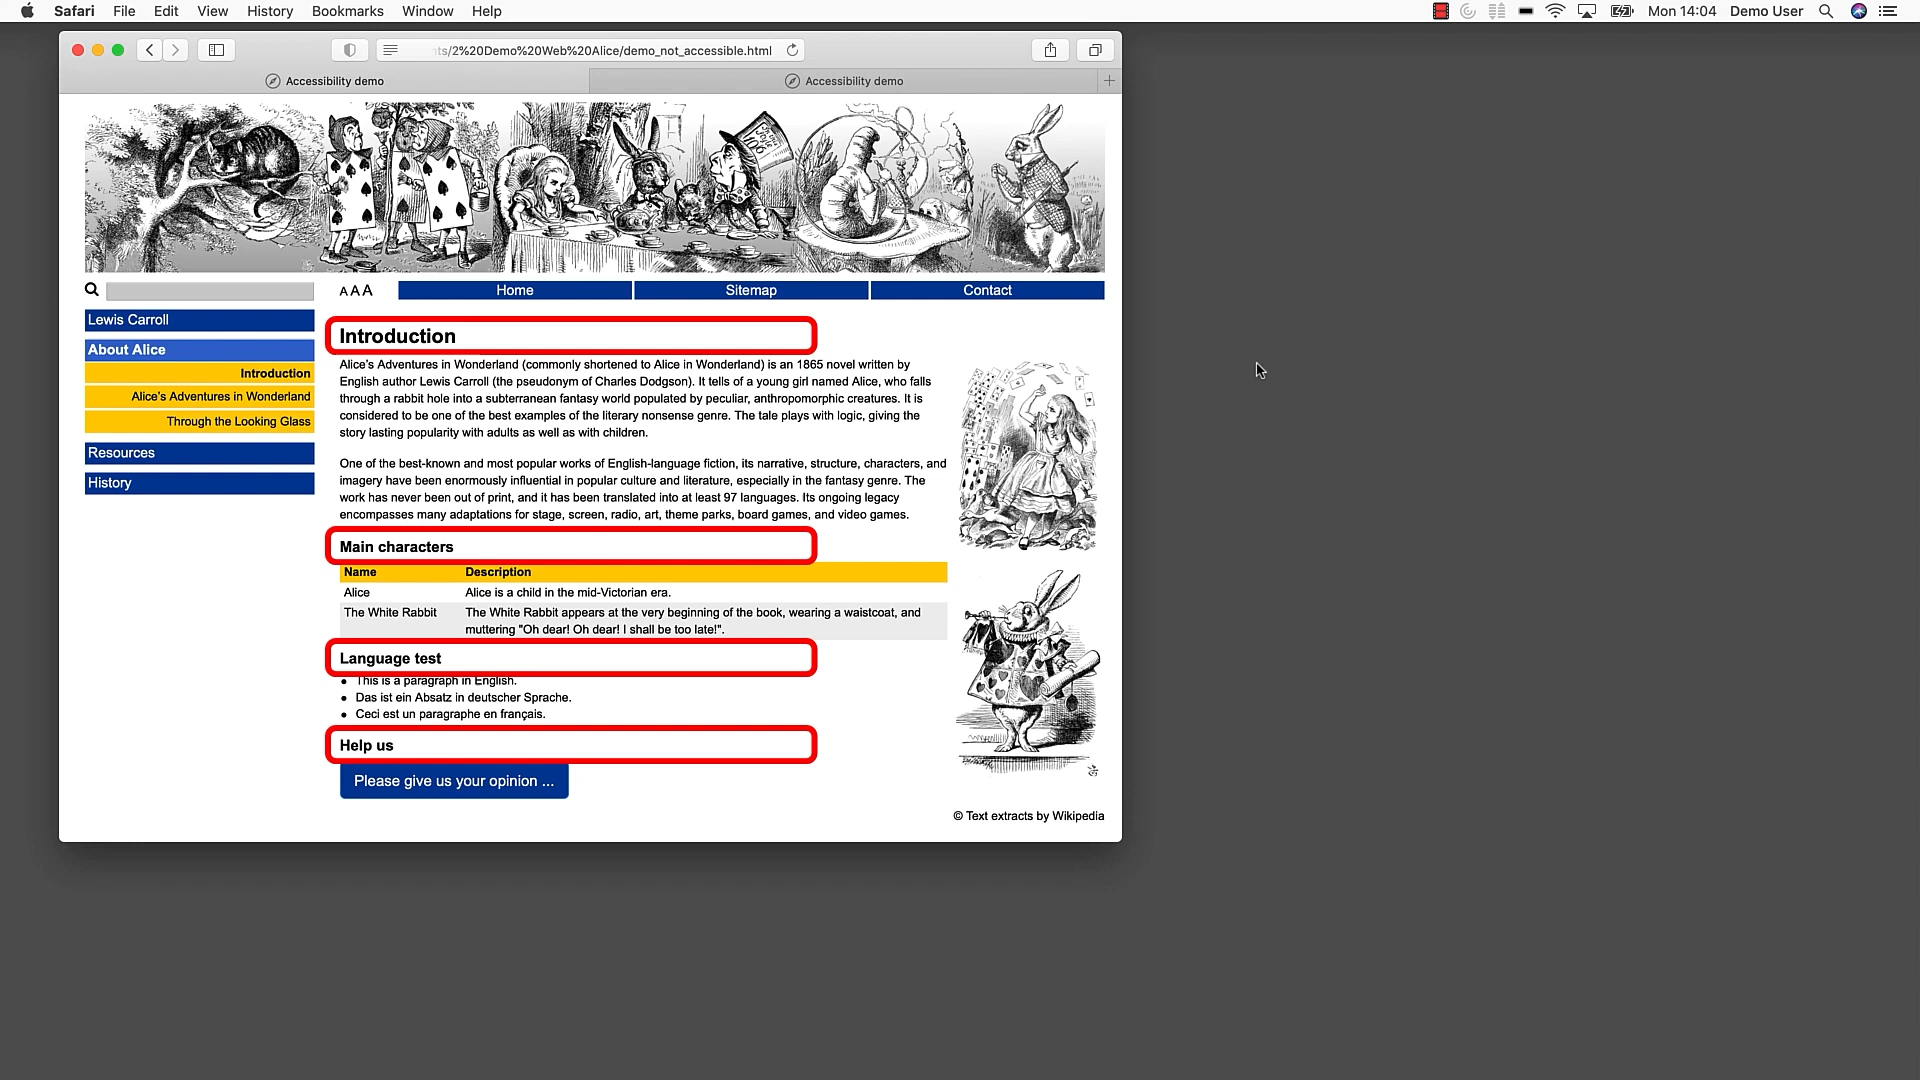 Safari File Edit View History Bookmarks Window Help Mon 14:04 Demo User
nts/2%20Demo%20Web%20Alice/demo_not_accessible.html
Accessibility demo Accessibility demo
A A A Home Sitemap Contact
Lewis Carroll
About Alice
Introduction
Alice's Adventures in Wonderland
Through the Looking Glass
Resources
History
Introduction
Alice's Adventures in Wonderland (commonly shortened to Alice in Wonderland) is an 1865 novel written by
English author Lewis Carroll (the pseudonym of Charles Dodgson). It tells of a young girl named Alice, who falls
through a rabbit hole into a subterranean fantasy world populated by peculiar, anthropomorphic creatures. It is
considered to be one of the best examples of the literary nonsense genre. The tale plays with logic, giving the
story lasting popularity with adults as well as with children.
One of the best-known and most popular works of English-language fiction, its narrative, structure, characters, and
imagery have been enormously influential in popular culture and literature, especially in the fantasy genre. The
work has never been out of print, and it has been translated into at least 97 languages. Its ongoing legacy
encompasses many adaptations for stage, screen, radio, art, theme parks, board games, and video games.
Main characters
Name Description
Alice Alice is a child in the mid-Victorian era.
The White Rabbit The White Rabbit appears at the very beginning of the book, wearing a waistcoat, and
muttering "Oh dear! Oh dear! I shall be too late!".
Language test
This is a paragraph in English.
Das ist ein Absatz in deutscher Sprache.
Ceci est un paragraphe en français.
Help us
Please give us your opinion ...
© Text extracts by Wikipedia